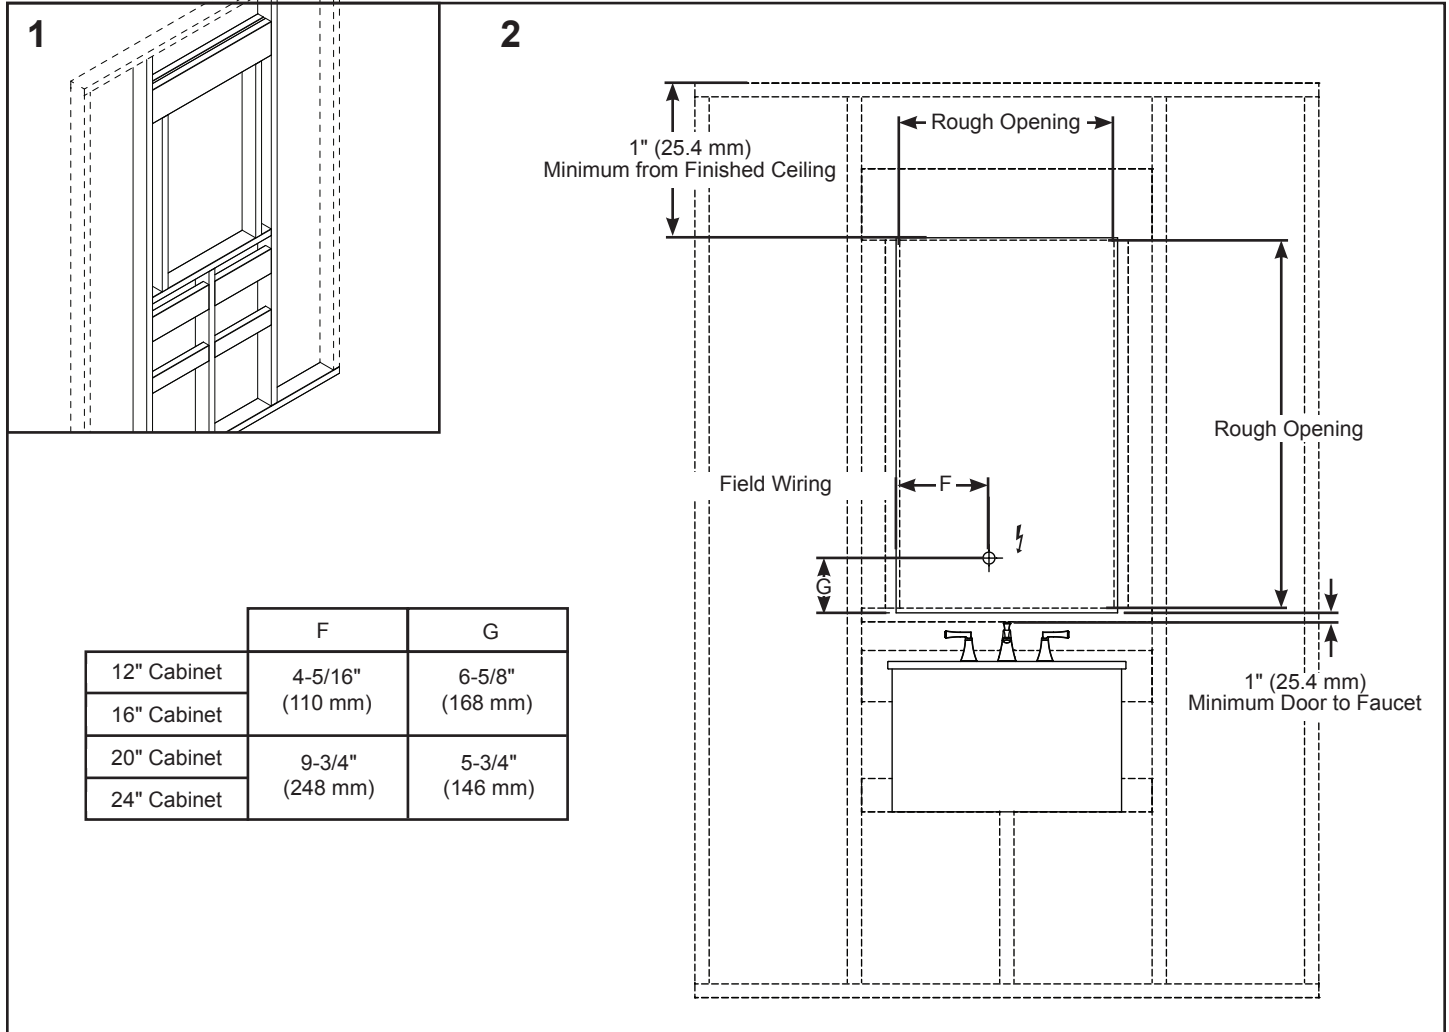 1
2
Rough Opening
1" (25.4 mm)
Minimum from Finished Ceiling
Rough Opening
Field Wiring
F
G
1" (25.4 mm)
Minimum Door to Faucet
F G
12" Cabinet
4-5/16"
(110 mm)
6-5/8"
(168 mm)
16" Cabinet
20" Cabinet
9-3/4"
(248 mm)
5-3/4"
(146 mm)
24" Cabinet